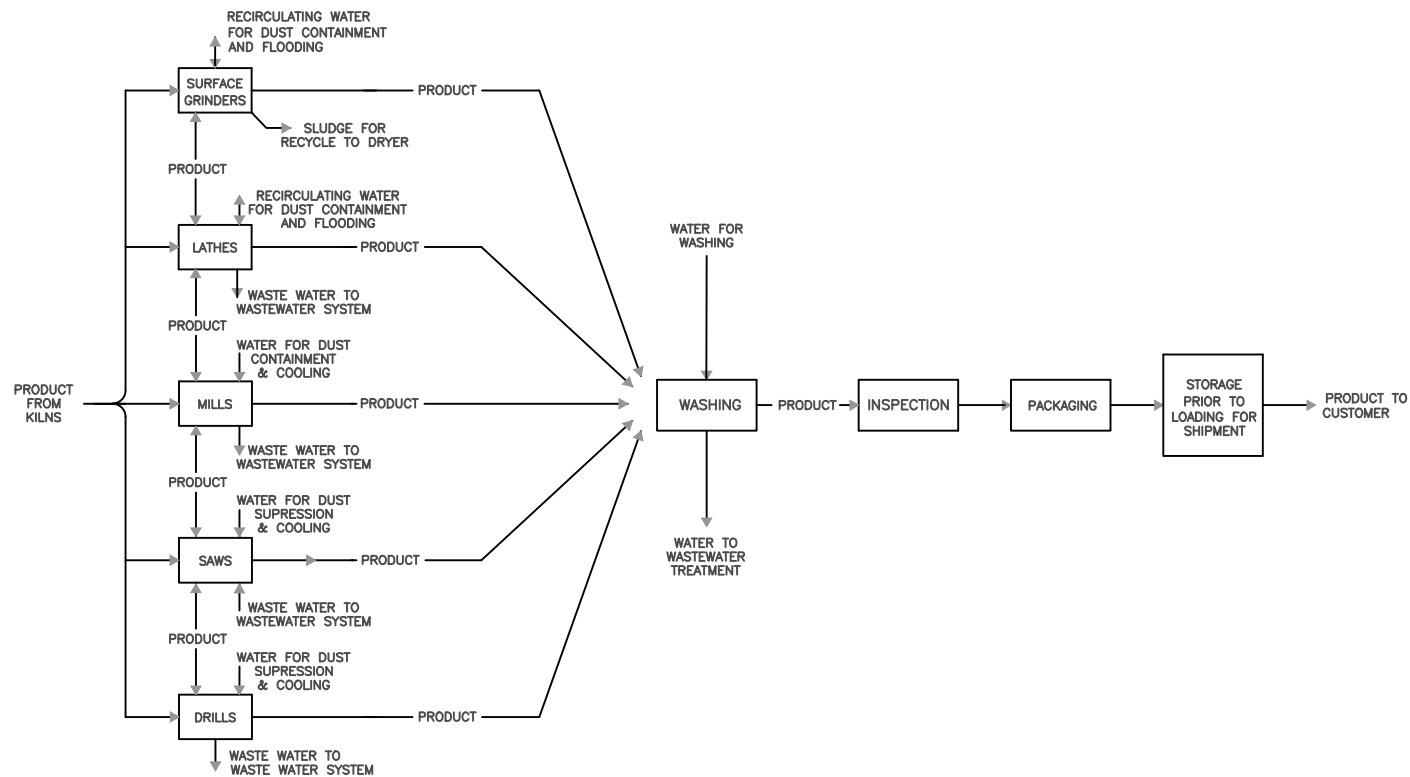 RECIRCULATING WATER
FOR DUST CONTAINMENT
AND FLOODING
SURFACE
GRINDERS
PRODUCT
SLUDGE FOR
RECYCLE TO DRYER
PRODUCT
RECIRCULATING WATER
FOR DUST CONTAINMENT
AND FLOODING
LATHES
PRODUCT
WASTE WATER TO
WASTEWATER SYSTEM
PRODUCT
WATER FOR DUST
CONTAINMENT
& COOLING
PRODUCT
FROM
KILNS
MILLS
PRODUCT
WASTE WATER TO
WASTEWATER SYSTEM
PRODUCT
WATER FOR DUST
SUPRESSION
& COOLING
SAWS
PRODUCT
WASTE WATER TO
WASTEWATER SYSTEM
PRODUCT
WATER FOR DUST
SUPRESSION
& COOLING
DRILLS
PRODUCT
WASTE WATER TO
WASTE WATER SYSTEM
WATER FOR
WASHING
WASHING
WATER TO
WASTEWATER
TREATMENT
PRODUCT
INSPECTION
PACKAGING
STORAGE
PRIOR TO
LOADING FOR
SHIPMENT
PRODUCT TO
CUSTOMER